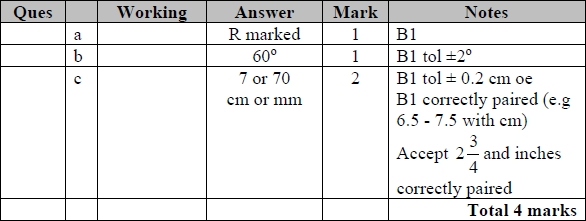 Ques Working Answer Mark Notes
a R marked 1 B1
b 60° 1 B1 tol ±2°
c 7 or 70 2 B1 tol ± 0.2 cm oe
cm or mm B1 correctly paired (e.g
6.5 - 7.5 with cm)
Accept 2 3/4 and inches
correctly paired
Total 4 marks